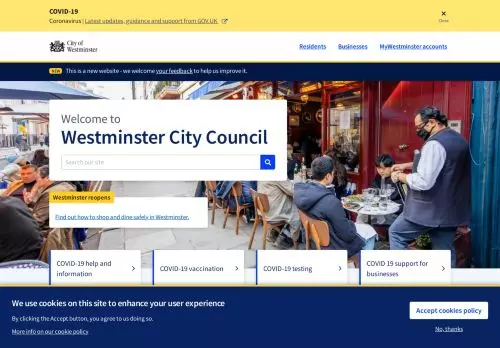 COVID-19
Coronavirus | Latest updates, guidance and support from GOV.UK
Close
City of
Westminster
Residents
Businesses
MyWestminster accounts
This is a new website - we welcome your feedback to help us improve it.
Welcome to
Westminster City Council
Search our site
Westminster reopens
Find out how to shop and dine safely in Westminster.
COVID-19 help and
information
COVID-19 vaccination
COVID-19 testing
COVID 19 support for
businesses
We use cookies on this site to enhance your user experience
By clicking the Accept button, you agree to us doing so.
More info on our cookie policy
Accept cookies policy
No, thanks